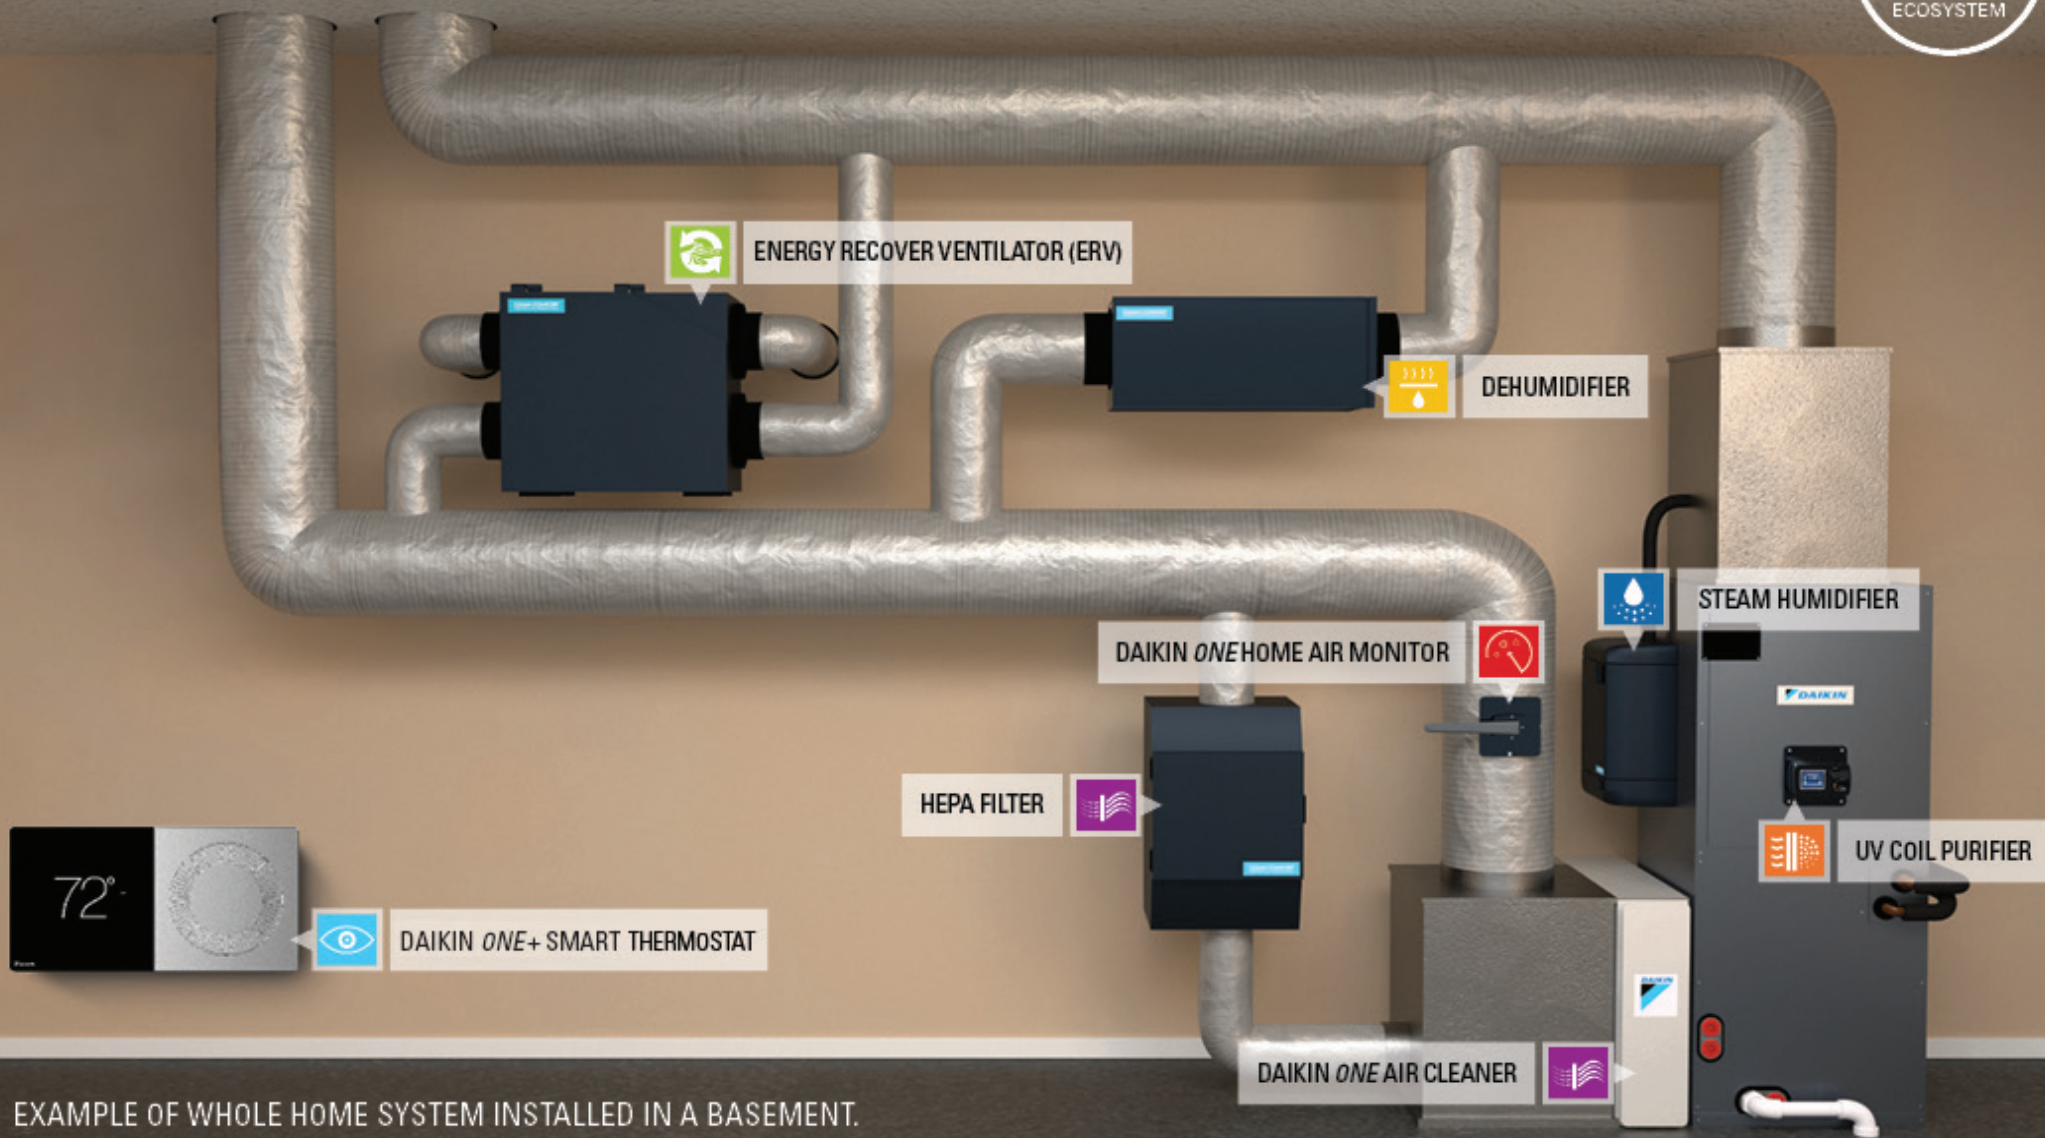 ECOSYSTEM
ENERGY RECOVER VENTILATOR (ERV)
DEHUMIDIFIER
STEAM HUMIDIFIER
DAIKIN ONE HOME AIR MONITOR
DAIKIN
HEPA FILTER
UV COIL PURIFIER
72°
DAIKIN ONE+ SMART THERMOSTAT
DAIKIN
DAIKIN ONE AIR CLEANER
EXAMPLE OF WHOLE HOME SYSTEM INSTALLED IN A BASEMENT.